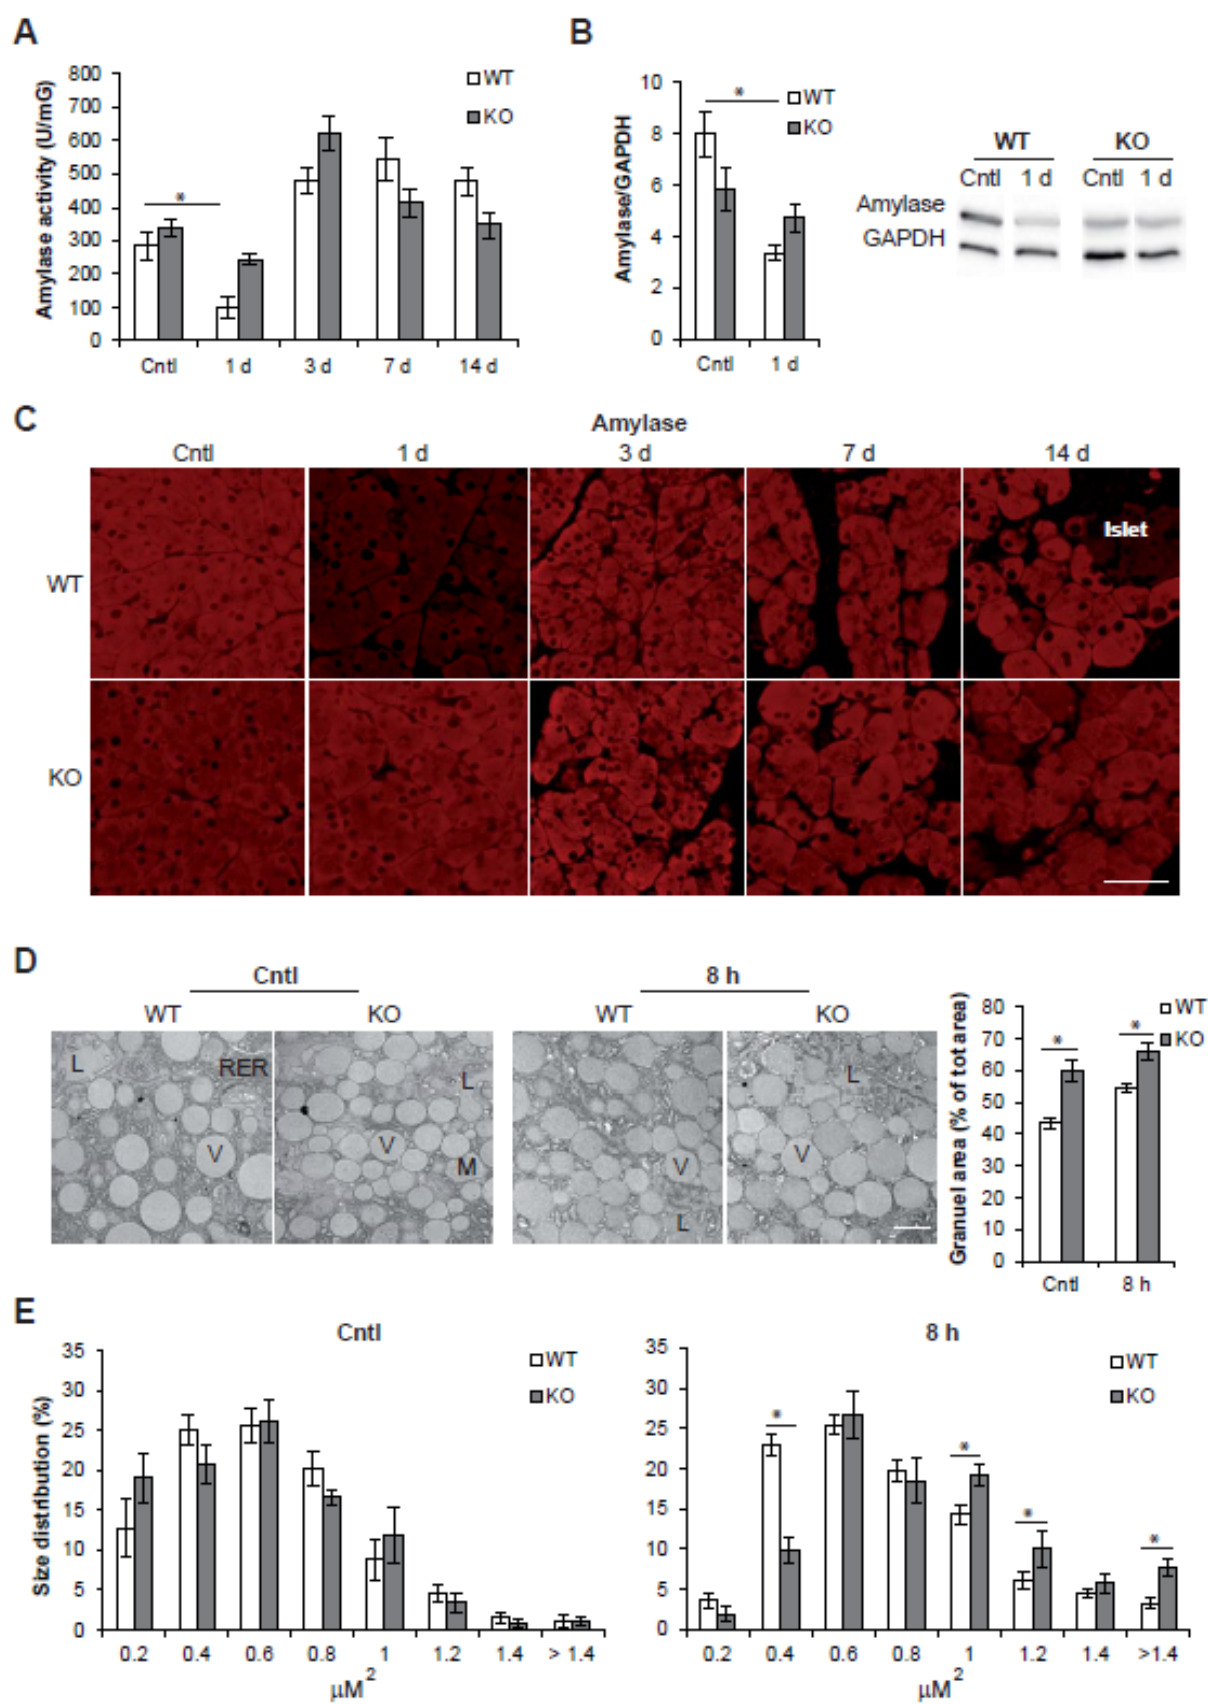 A
Amylase activity (U/mG)
800
700
600
500
400
300
200
100
0
*
WT
KO
Cntl 1 d 3 d 7 d 14 d
B
Amylase/GAPDH
10
8
6
4
2
0
*
WT
KO
Cntl 1 d
WT KO
Cntl 1 d Cntl 1 d
Amylase
GAPDH
C
Amylase
Cntl 1 d 3 d 7 d 14 d
WT
Islet
KO
D
Cntl 8 h
WT KO WT KO
L RER V
L V M
V L
L V
Granuel area (% of tot area)
80
70
60
50
40
30
20
10
0
* *
WT
KO
Cntl 8 h
E
Cntl
Size distribution (%)
35
30
25
20
15
10
5
0
WT
KO
0.2 0.4 0.6 0.8 1 1.2 1.4 > 1.4
μM2
8 h
35
30
25
20
15
10
5
0
* * * *
WT
KO
0.2 0.4 0.6 0.8 1 1.2 1.4 >1.4
μM2